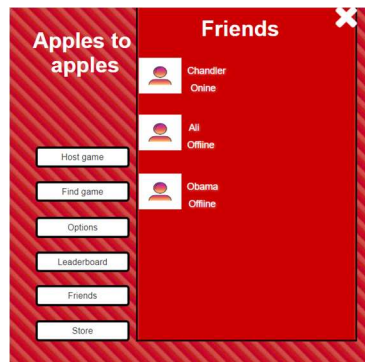 Apples to
apples
Host game
Find game
Options
Leaderboard
Friends
Store
Friends
Chandler
Onine
Ali
Offline
Obama
Offline